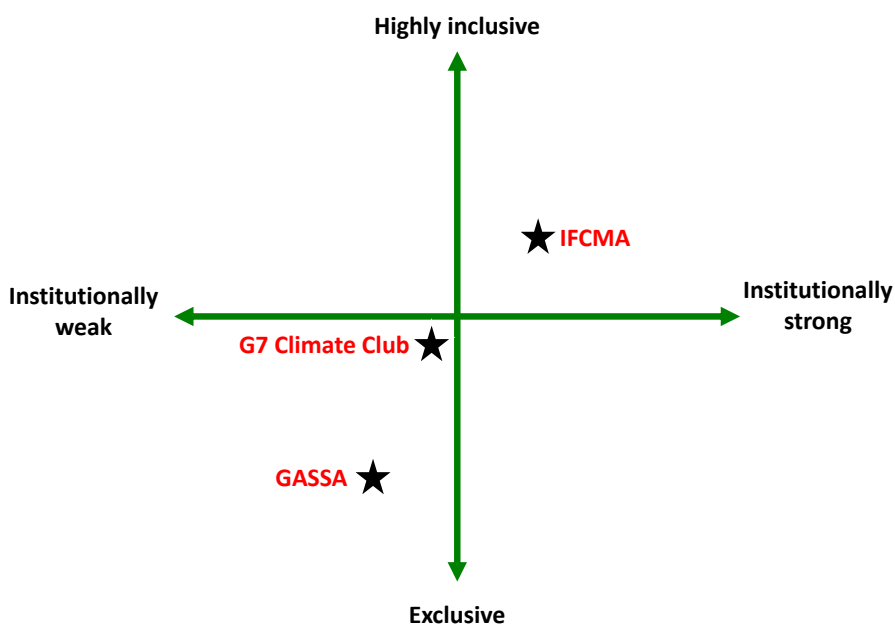 Highly inclusive
IFCMA
Institutionally
weak
Institutionally
strong
G7 Climate Club
GASSA
Exclusive